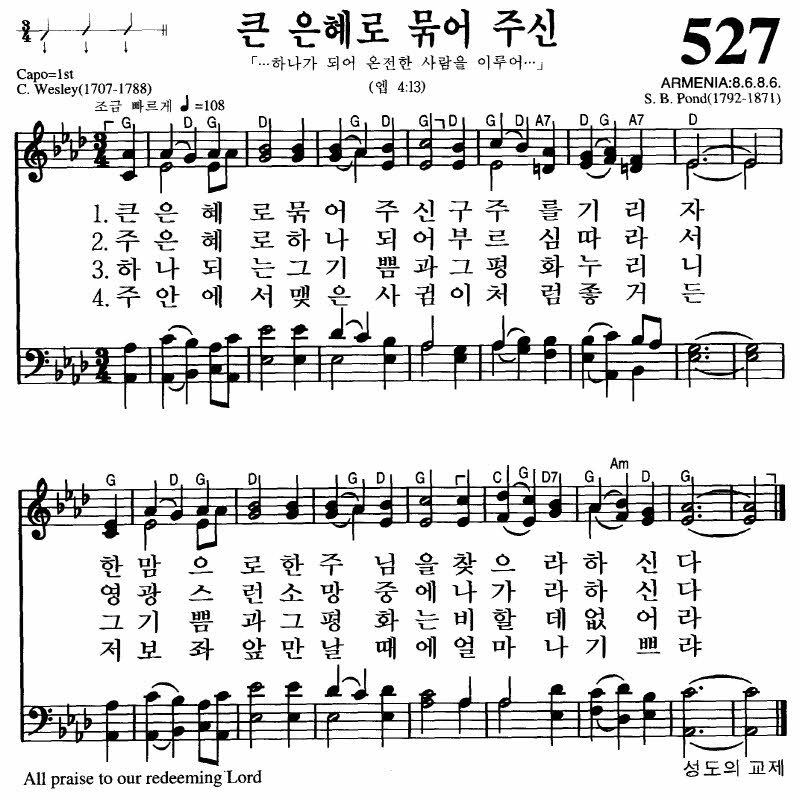 큰 은혜로 묶어 주신
527
「…하나가 되어 온전한 사람을 이루어…」
(엡 4:13)
Capo=1st
C. Wesley(1707-1788)
ARMENIA:8.6.8.6.
S. B. Pond(1792-1871)
조금 빠르게 ♩=108
G D G D G D G D A7 G A7 D
1. 큰 은 혜 로 묶 어 주 신 구 주 를 기 리 자
2. 주 은 혜 로 하 나 되 어 부 르 심 따 라 서
3. 하 나 되 는 그 기 쁨 과 그 평 화 누 리 니
4. 주 안 에 서 맺 은 사 귐 이 처 럼 좋 거 든
G D G D G D G C G D7 G Am D G
한 맘 으 로 한 주 님 을 찾 으 라 하 신 다
영 광 스 런 소 망 중 에 나 가 라 하 신 다
그 기 쁨 과 그 평 화 는 비 할 데 없 어 라
저 보 좌 앞 만 날 때 에 얼 마 나 기 쁘 랴
All praise to our redeeming Lord
성도의 교제